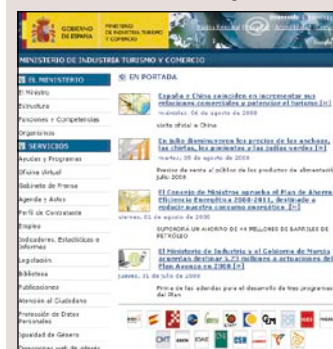 GOBIERNO DE ESPAÑA
MINISTERIO DE INDUSTRIA, TURISMO Y COMERCIO
MINISTERIO DE INDUSTRIA TURISMO Y COMERCIO
EL MINISTERIO
El Ministro
Estructura
Funciones y Competencias
Organismos
SERVICIOS
Ayudas y Programas
Oficina Virtual
Gabinete de Prensa
Agenda y Actos
Perfil de Contratante
Empleo
Indicadores, Estadísticas e Informes
Legislación
Biblioteca
Publicaciones
Atención al Ciudadano
Protección de Datos Personales
Igualdad de Género
Direcciones web de interés
EN PORTADA
España y China coinciden en incrementar sus relaciones comerciales y potenciar el turismo [+]
miércoles, 06 de agosto de 2008
visita oficial a China
En julio disminuyeron los precios de las anchoas, las chirlas, los pomelos y las judías verdes [+]
martes, 05 de agosto de 2008
Precios de venta al público de los productos de alimentación julio 2008
El Consejo de Ministros aprueba el Plan de Ahorro
Eficiencia Energética 2008-2011, destinado a
reducir nuestro consumo energético [+]
viernes, 01 de agosto de 2008
SUPONDRÁ UN AHORRO DE 44 MILLONES DE BARRILES DE PETRÓLEO
El Ministerio de Industria y el Gobierno de Murcia
acuerdan destinar 5,73 millones a actuaciones del
Plan Avanza en 2008 [+]
jueves, 31 de julio de 2008
Firma de las adendas para el desarrollo de tres programas del Plan